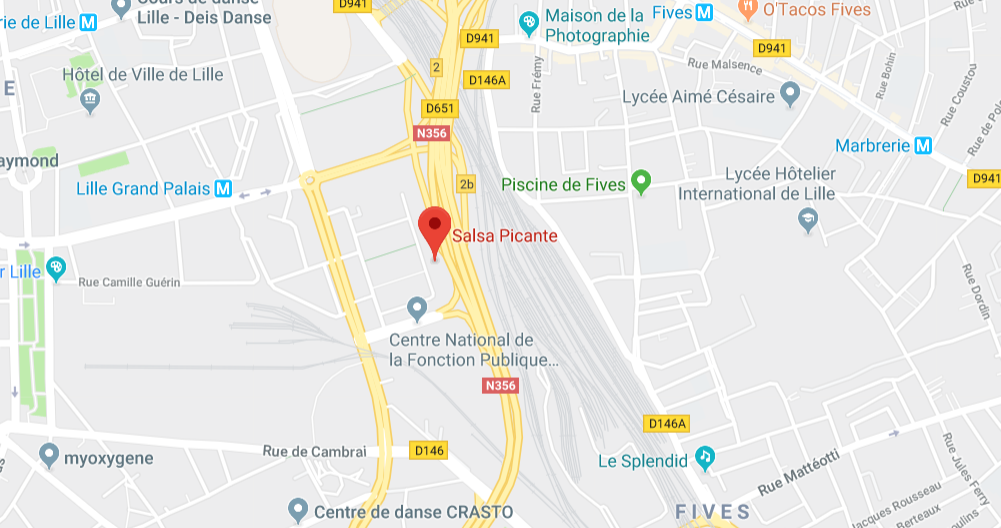 D941
Cours de danse
Lille - Deis Danse
rie de Lille M
Maison de la
Photographie
Fives M
O'Tacos Fives
D941
D941
2
D146A
Rue Malsence
Rue Frémy
Rue Bohin
Rue Coustou
Hôtel de Ville de Lille
E
D651
N356
Lycée Aimé Césaire
Marbrerie M
aymond
Lille Grand Palais M
2b
Piscine de Fives
Lycée Hôtelier
International de Lille
D941
Salsa Picante
r Lille
Rue Camille Guérin
Rue Dordin
Centre National de
la Fonction Publique...
N356
D146A
Rue de Cambrai
D146
myoxygene
Le Splendid
Rue Mattéotti
Rue Jules Ferry
Centre de danse CRASTO
FIVES
Jacques Rousseau